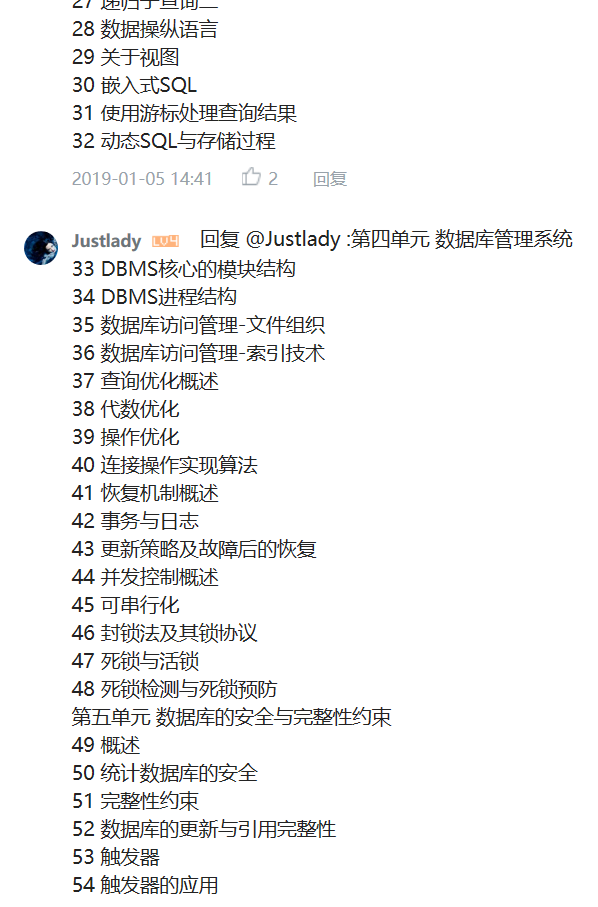 27 递归子查询二
28 数据操纵语言
29 关于视图
30 嵌入式SQL
31 使用游标处理查询结果
32 动态SQL与存储过程
2019-01-05 14:41 2 回复
Justlady LV4 回复 @Justlady :第四单元 数据库管理系统
33 DBMS核心的模块结构
34 DBMS进程结构
35 数据库访问管理-文件组织
36 数据库访问管理-索引技术
37 查询优化概述
38 代数优化
39 操作优化
40 连接操作实现算法
41 恢复机制概述
42 事务与日志
43 更新策略及故障后的恢复
44 并发控制概述
45 可串行化
46 封锁法及其锁协议
47 死锁与活锁
48 死锁检测与死锁预防
第五单元 数据库的安全与完整性约束
49 概述
50 统计数据库的安全
51 完整性约束
52 数据库的更新与引用完整性
53 触发器
54 触发器的应用